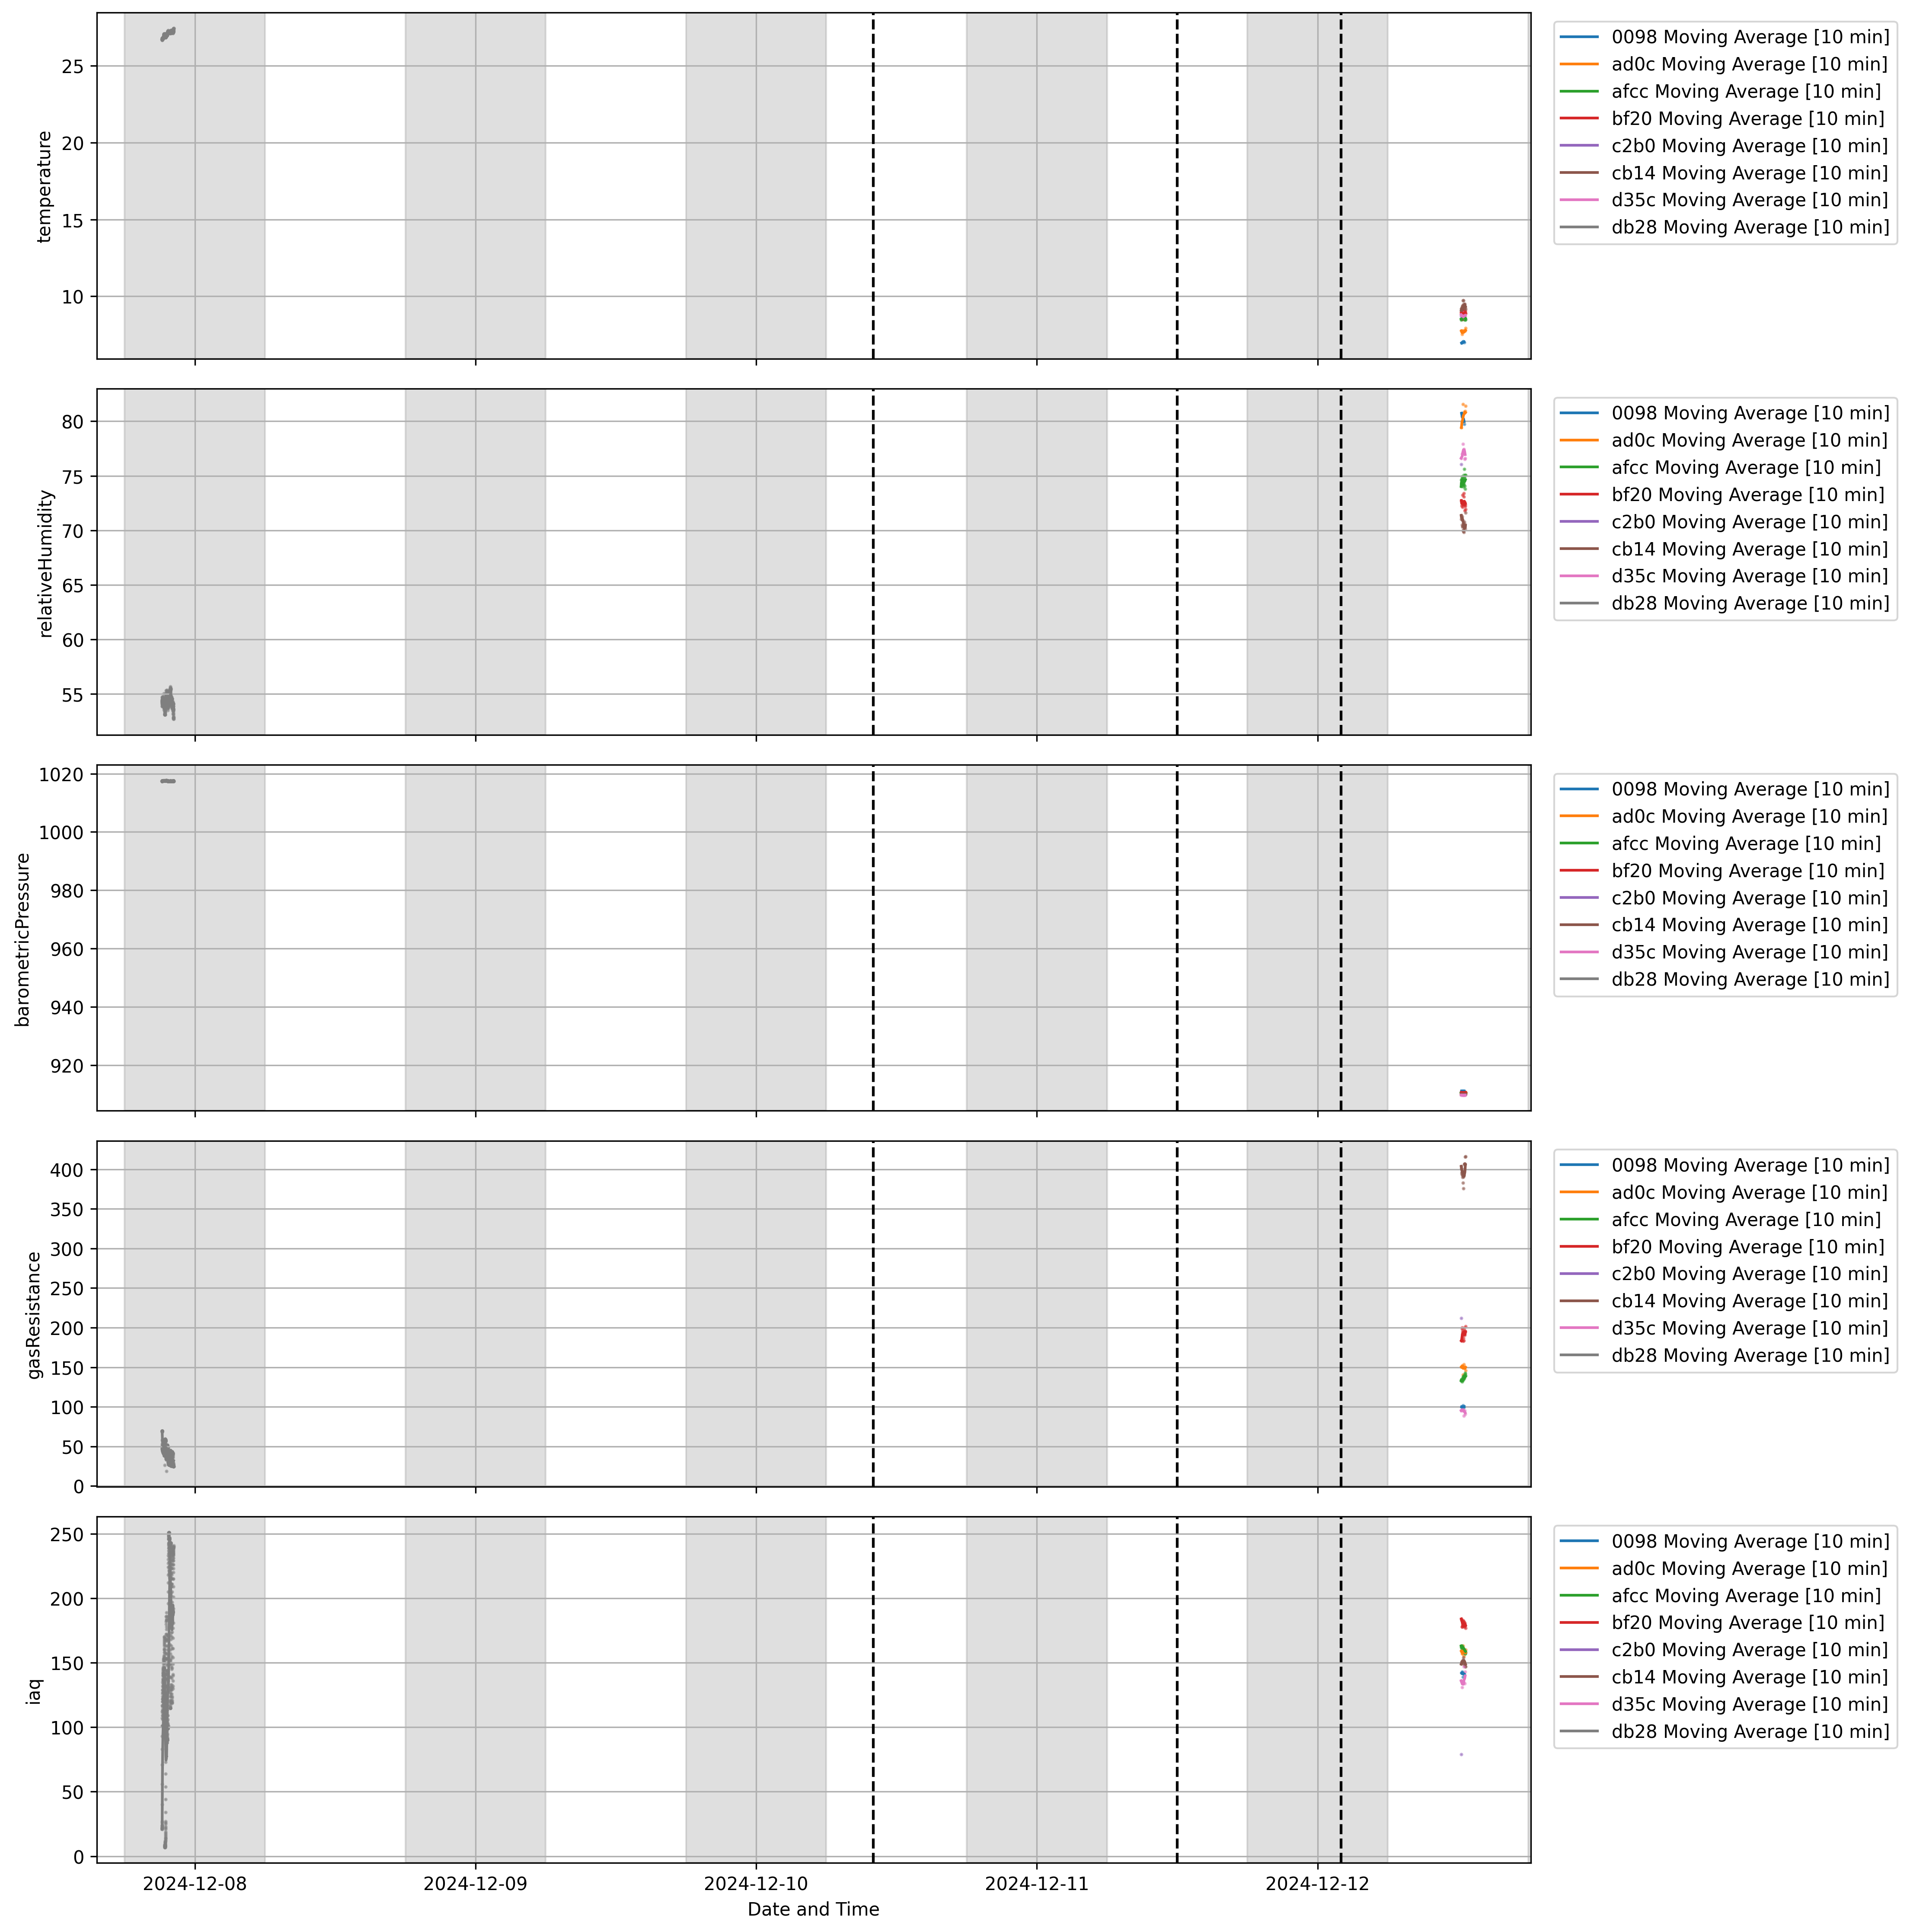 25
20
15
10
temperature
0098 Moving Average [10 min]
ad0c Moving Average [10 min]
afcc Moving Average [10 min]
bf20 Moving Average [10 min]
c2b0 Moving Average [10 min]
cb14 Moving Average [10 min]
d35c Moving Average [10 min]
db28 Moving Average [10 min]
80
75
70
65
60
55
relativeHumidity
0098 Moving Average [10 min]
ad0c Moving Average [10 min]
afcc Moving Average [10 min]
bf20 Moving Average [10 min]
c2b0 Moving Average [10 min]
cb14 Moving Average [10 min]
d35c Moving Average [10 min]
db28 Moving Average [10 min]
1020
1000
980
960
940
920
barometricPressure
0098 Moving Average [10 min]
ad0c Moving Average [10 min]
afcc Moving Average [10 min]
bf20 Moving Average [10 min]
c2b0 Moving Average [10 min]
cb14 Moving Average [10 min]
d35c Moving Average [10 min]
db28 Moving Average [10 min]
400
350
300
250
200
150
100
50
0
gasResistance
0098 Moving Average [10 min]
ad0c Moving Average [10 min]
afcc Moving Average [10 min]
bf20 Moving Average [10 min]
c2b0 Moving Average [10 min]
cb14 Moving Average [10 min]
d35c Moving Average [10 min]
db28 Moving Average [10 min]
250
200
150
100
50
0
iaq
0098 Moving Average [10 min]
ad0c Moving Average [10 min]
afcc Moving Average [10 min]
bf20 Moving Average [10 min]
c2b0 Moving Average [10 min]
cb14 Moving Average [10 min]
d35c Moving Average [10 min]
db28 Moving Average [10 min]
2024-12-08 2024-12-09 2024-12-10 2024-12-11 2024-12-12
Date and Time